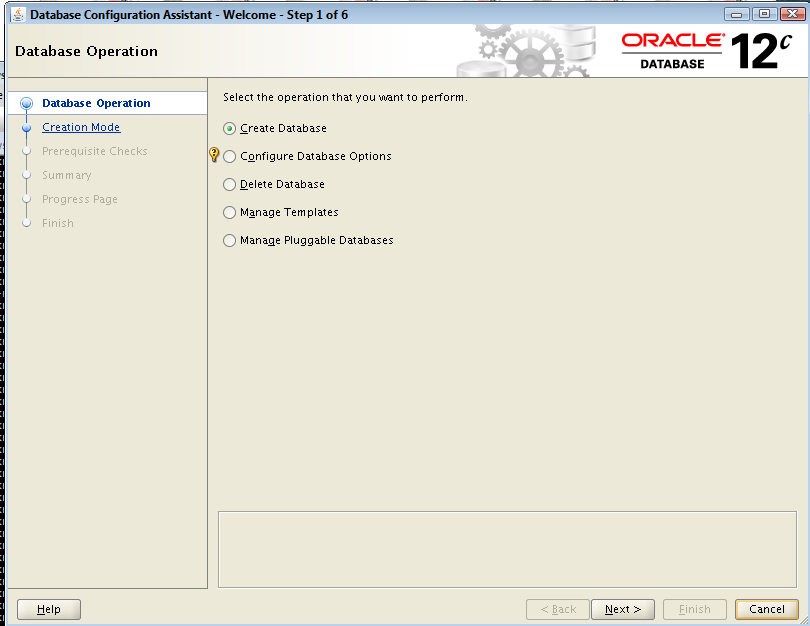 Database Configuration Assistant - Welcome - Step 1 of 6
Database Operation
ORACLE
DATABASE
12c
Database Operation
Creation Mode
Prerequisite Checks
Summary
Progress Page
Finish
Select the operation that you want to perform.
Create Database
Configure Database Options
Delete Database
Manage Templates
Manage Pluggable Databases
Help
< Back
Next >
Finish
Cancel